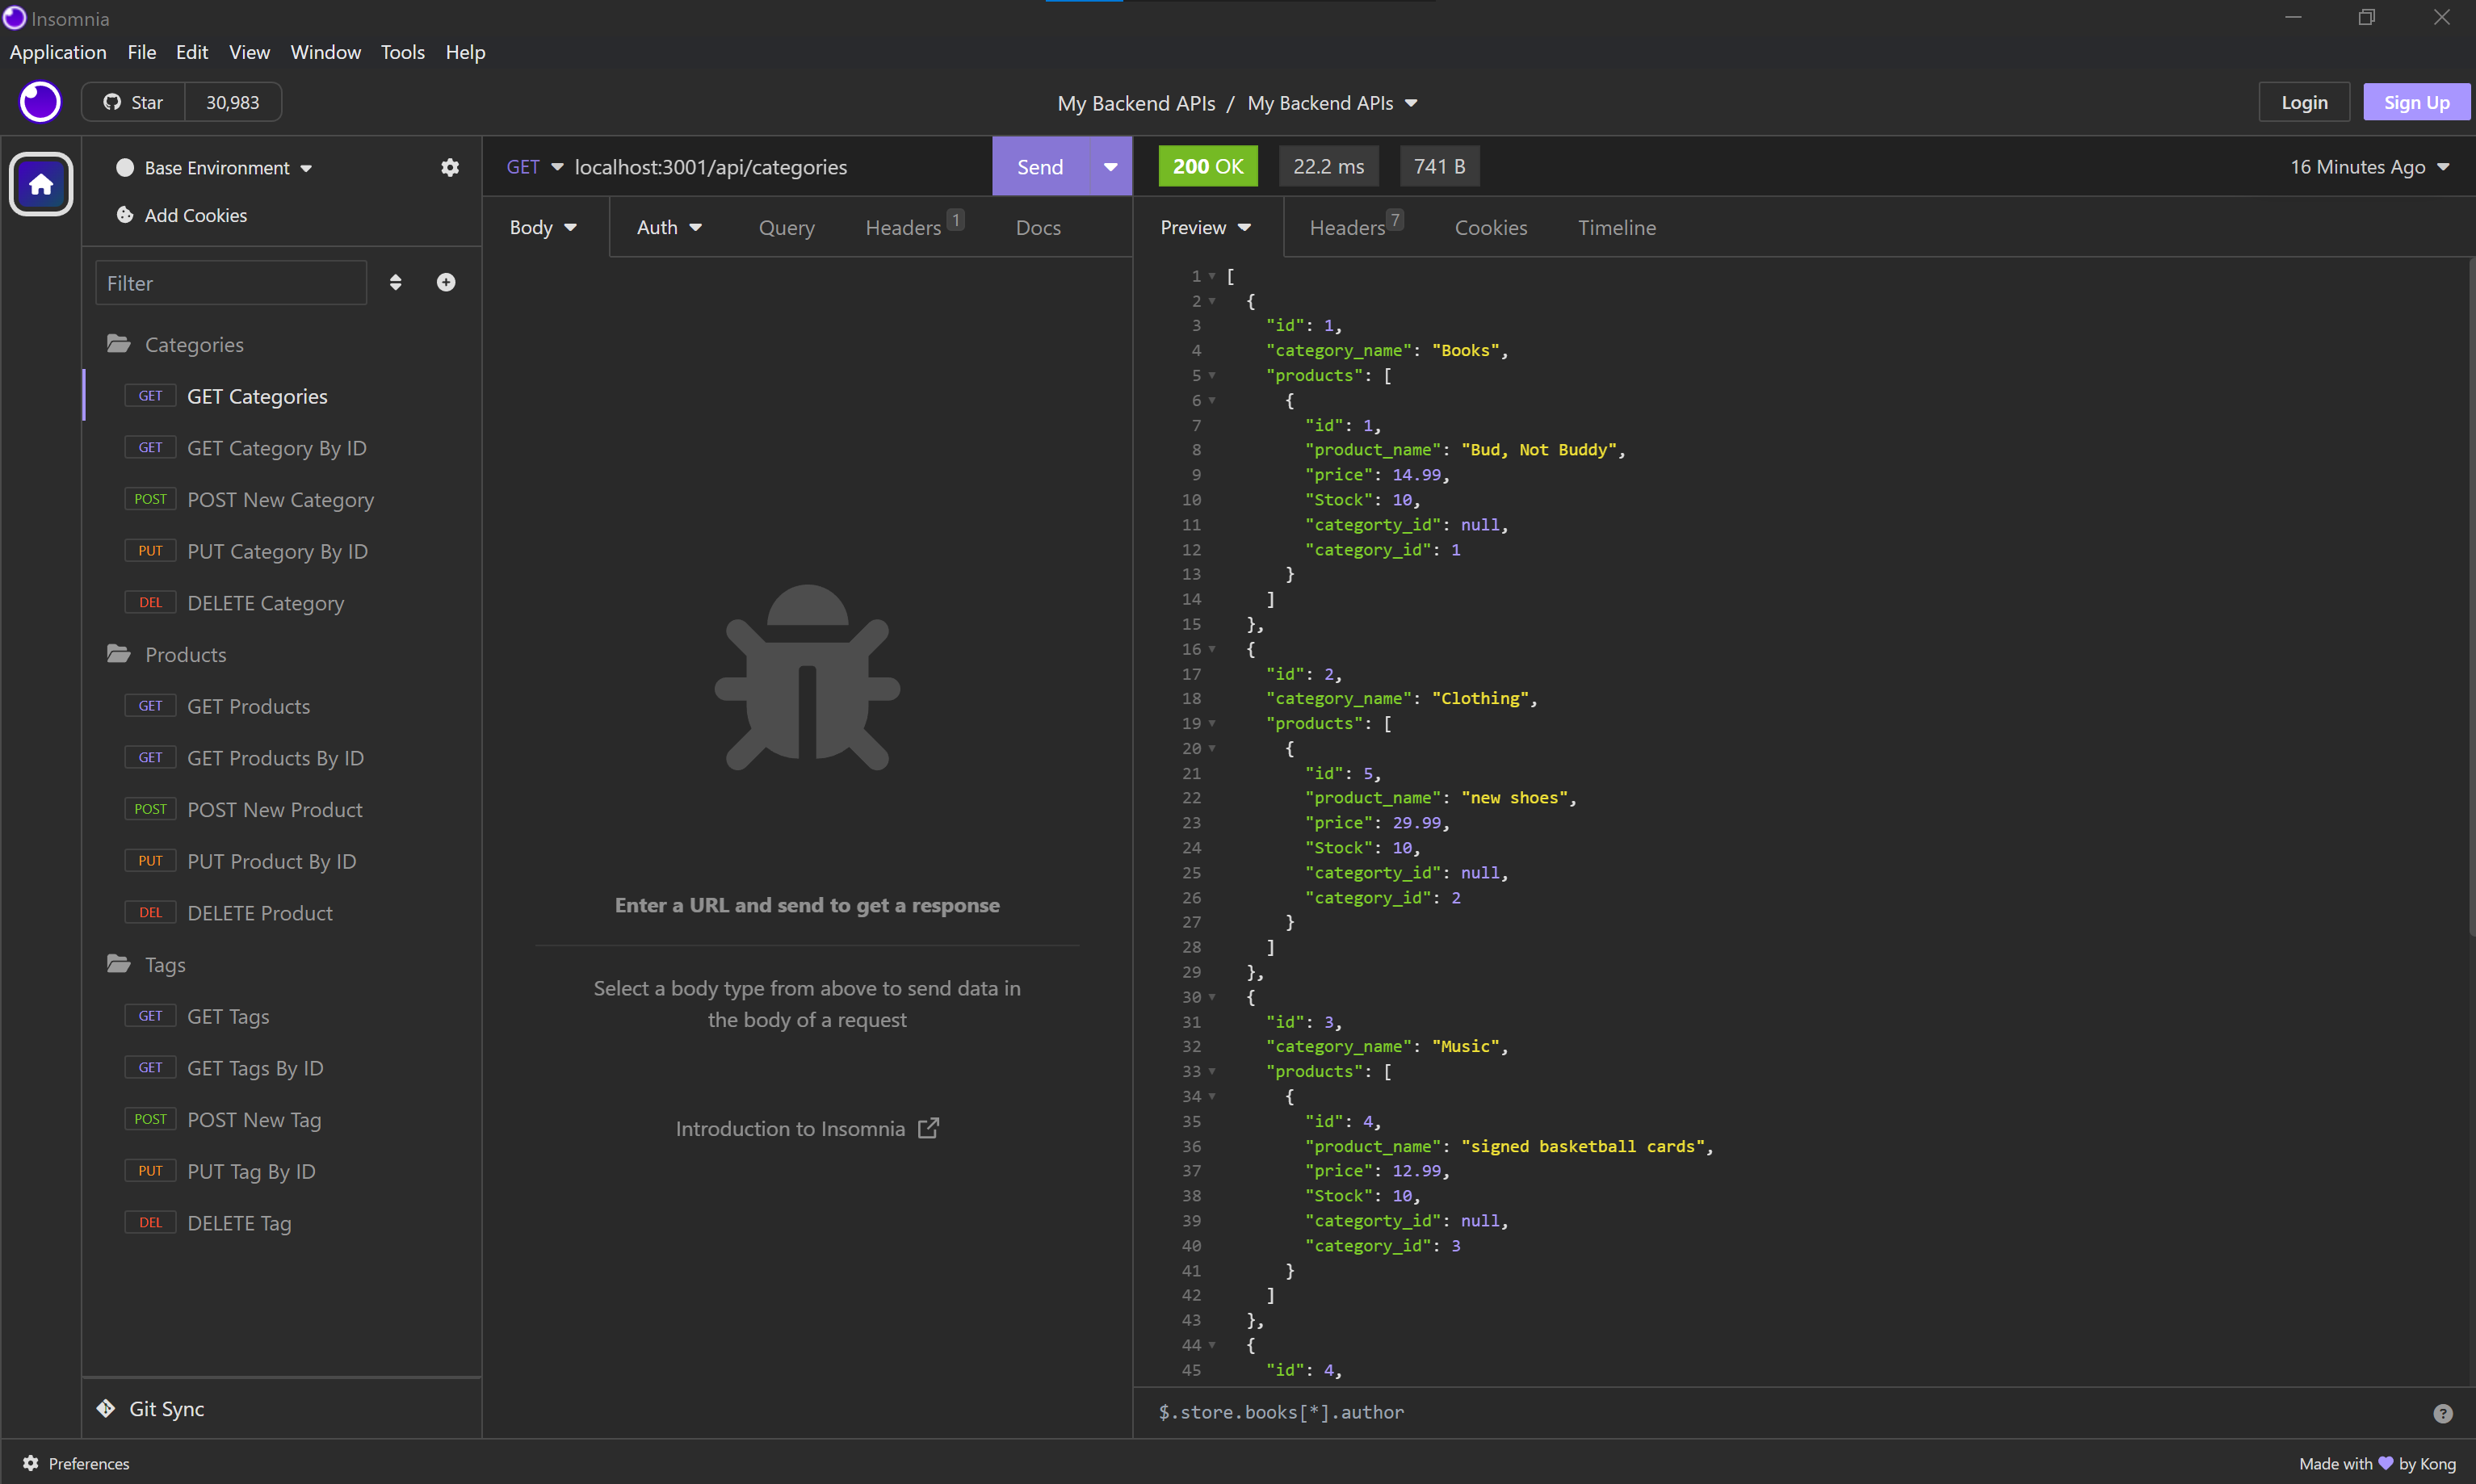 Insomnia
Application File Edit View Window Tools Help
Star 30,983
My Backend APIs / My Backend APIs
Login Sign Up
Base Environment
Add Cookies
Filter
Categories
GET GET Categories
GET GET Category By ID
POST POST New Category
PUT PUT Category By ID
DEL DELETE Category
Products
GET GET Products
GET GET Products By ID
POST POST New Product
PUT PUT Product By ID
DEL DELETE Product
Tags
GET GET Tags
GET GET Tags By ID
POST POST New Tag
PUT PUT Tag By ID
DEL DELETE Tag
Git Sync
GET localhost:3001/api/categories Send
Body Auth Query Headers 1 Docs
Enter a URL and send to get a response
Select a body type from above to send data in
the body of a request
Introduction to Insomnia
200 OK 22.2 ms 741 B 16 Minutes Ago
Preview Headers 7 Cookies Timeline
1 [
2 {
3 "id": 1,
4 "category_name": "Books",
5 "products": [
6 {
7 "id": 1,
8 "product_name": "Bud, Not Buddy",
9 "price": 14.99,
10 "Stock": 10,
11 "categorty_id": null,
12 "category_id": 1
13 }
14 ]
15 },
16 {
17 "id": 2,
18 "category_name": "Clothing",
19 "products": [
20 {
21 "id": 5,
22 "product_name": "new shoes",
23 "price": 29.99,
24 "Stock": 10,
25 "categorty_id": null,
26 "category_id": 2
27 }
28 ]
29 },
30 {
31 "id": 3,
32 "category_name": "Music",
33 "products": [
34 {
35 "id": 4,
36 "product_name": "signed basketball cards",
37 "price": 12.99,
38 "Stock": 10,
39 "categorty_id": null,
40 "category_id": 3
41 }
42 ]
43 },
44 {
45 "id": 4,
$.store.books[*].author ?
Preferences
Made with 💜 by Kong